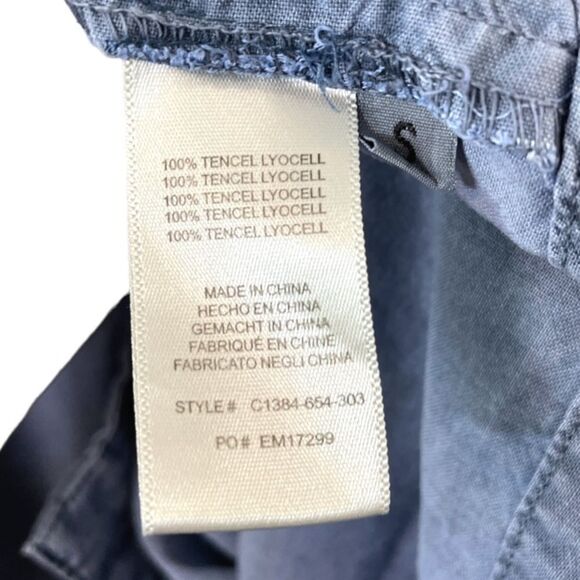 S
100% TENCEL LYOCELL
100% TENCEL LYOCELL
100% TENCEL LYOCELL
100% TENCEL LYOCELL
100% TENCEL LYOCELL
MADE IN CHINA
HECHO EN CHINA
GEMACHT IN CHINA
FABRIQUÉ EN CHINE
FABRICATO NEGLI CHINA
STYLE# C1384-654-303
PO# EM17299